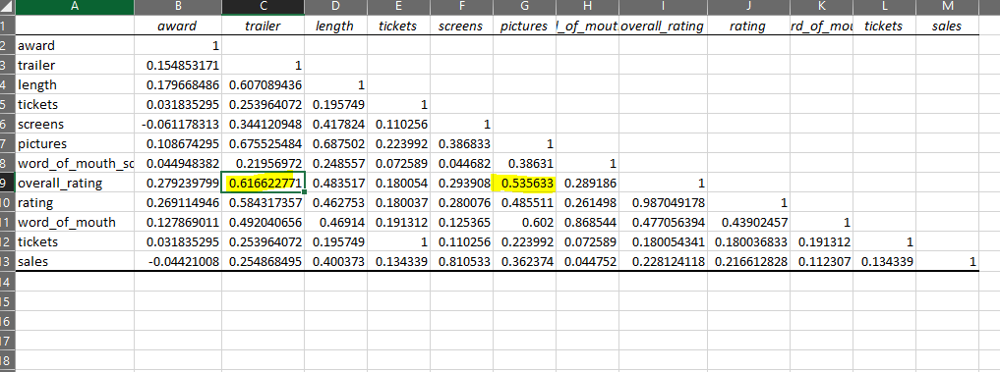 A B C D E F G H I J K L M
1 award trailer length tickets screens pictures l_of_mout overall_rating rating rd_of_mou tickets sales
2 award 1
3 trailer 0.154853171 1
4 length 0.179668486 0.607089436 1
5 tickets 0.031835295 0.253964072 0.195749 1
6 screens -0.061178313 0.344120948 0.417824 0.110256 1
7 pictures 0.108674295 0.675525484 0.687502 0.223992 0.386833 1
8 word_of_mouth_sc 0.044948382 0.21956972 0.248557 0.072589 0.044682 0.38631 1
9 overall_rating 0.279239799 0.616622771 0.483517 0.180054 0.293908 0.535633 0.289186 1
10 rating 0.269114946 0.584317357 0.462753 0.180037 0.280076 0.485511 0.261498 0.987049178 1
11 word_of_mouth 0.127869011 0.492040656 0.46914 0.191312 0.125365 0.602 0.868544 0.477056394 0.43902457 1
12 tickets 0.031835295 0.253964072 0.195749 1 0.110256 0.223992 0.072589 0.180054341 0.180036833 0.191312 1
13 sales -0.04421008 0.254868495 0.400373 0.134339 0.810533 0.362374 0.044752 0.228124118 0.216612828 0.112307 0.134339 1
14
15
16
17
18